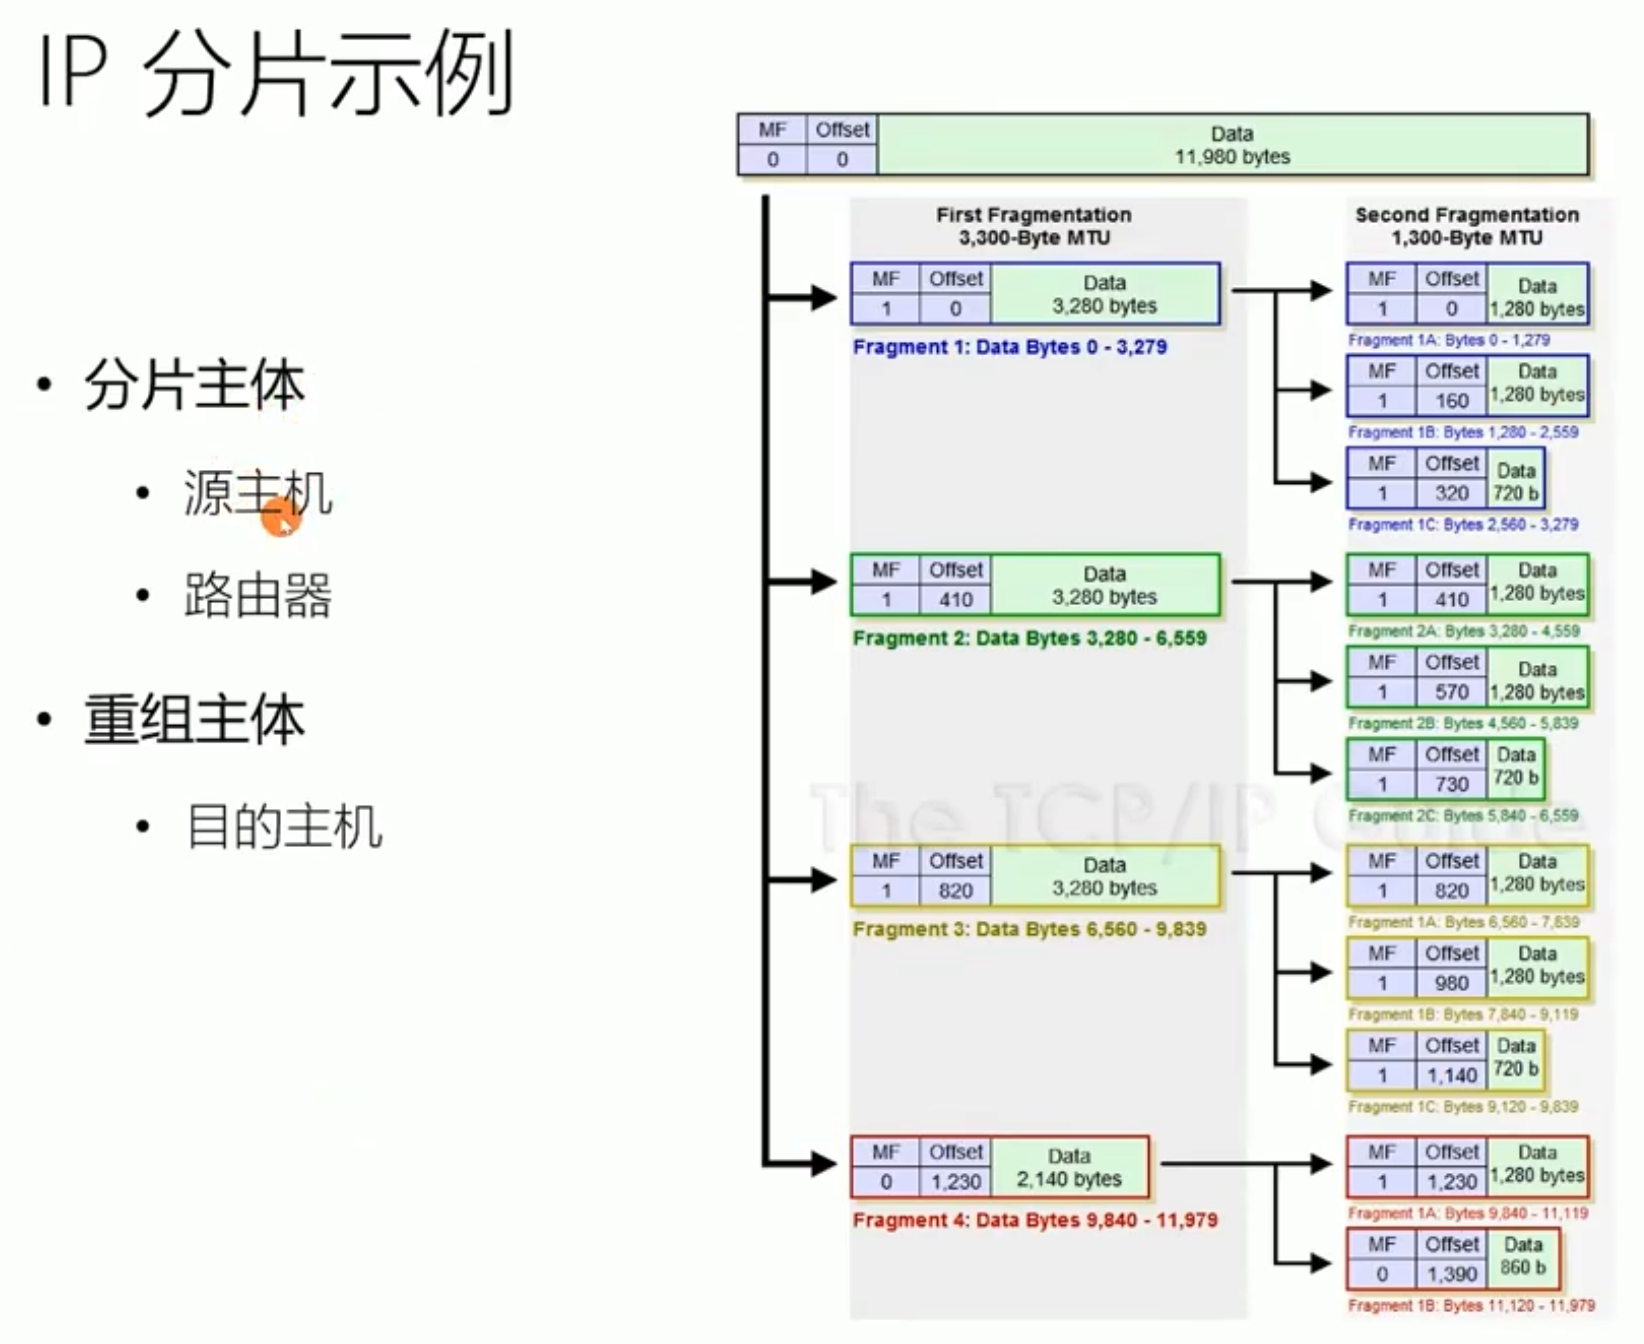 IP 分片示例
• 分片主体
• 源主机
• 路由器
• 重组主体
• 目的主机
MF Offset Data
0 0 11,980 bytes
First Fragmentation
3,300-Byte MTU
MF Offset Data
1 0 3,280 bytes
Fragment 1: Data Bytes 0 - 3,279
MF Offset Data
1 410 3,280 bytes
Fragment 2: Data Bytes 3,280 - 6,559
MF Offset Data
1 820 3,280 bytes
Fragment 3: Data Bytes 6,560 - 9,839
MF Offset Data
0 1,230 2,140 bytes
Fragment 4: Data Bytes 9,840 - 11,979
Second Fragmentation
1,300-Byte MTU
MF Offset Data
1 0 1,280 bytes
Fragment 1A: Bytes 0 - 1,279
MF Offset Data
1 160 1,280 bytes
Fragment 1B: Bytes 1,280 - 2,559
MF Offset Data
1 320 720 b
Fragment 1C: Bytes 2,560 - 3,279
MF Offset Data
1 410 1,280 bytes
Fragment 2A: Bytes 3,280 - 4,559
MF Offset Data
1 570 1,280 bytes
Fragment 2B: Bytes 4,560 - 5,839
MF Offset Data
1 730 720 b
Fragment 2C: Bytes 5,840 - 6,559
MF Offset Data
1 820 1,280 bytes
Fragment 1A: Bytes 6,560 - 7,839
MF Offset Data
1 980 1,280 bytes
Fragment 1B: Bytes 7,840 - 9,119
MF Offset Data
1 1,140 720 b
Fragment 1C: Bytes 9,120 - 9,839
MF Offset Data
1 1,230 1,280 bytes
Fragment 1A: Bytes 9,840 - 11,119
MF Offset Data
0 1,390 860 b
Fragment 1B: Bytes 11,120 - 11,979
The TCP/IP Guide